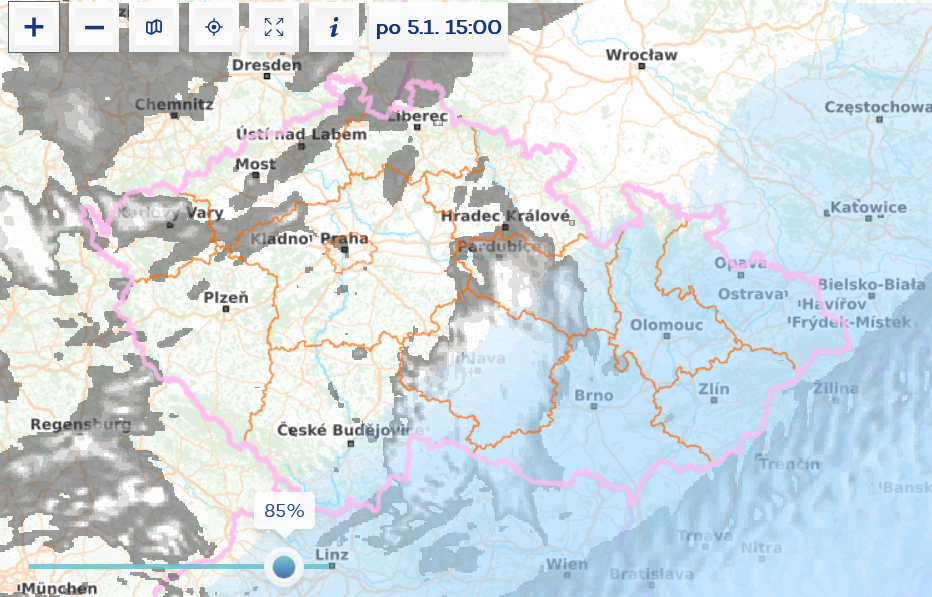 po 5.1. 15:00
Wrocław
Dresden
Chemnitz
Częstochowa
Liberec
Ústí nad Labem
Most
Karlovy Vary
Katowice
Hradec Králové
Kladno
Praha
Pardubice
Opava
Bielsko-Biała
Ostrava
Havířov
Plzeň
Frýdek-Místek
Olomouc
Jihlava
Žilina
Zlín
Brno
Regensburg
České Budějovice
Trenčín
Bansk
85%
Trnava
Nitra
Linz
Wien
Bratislava
München